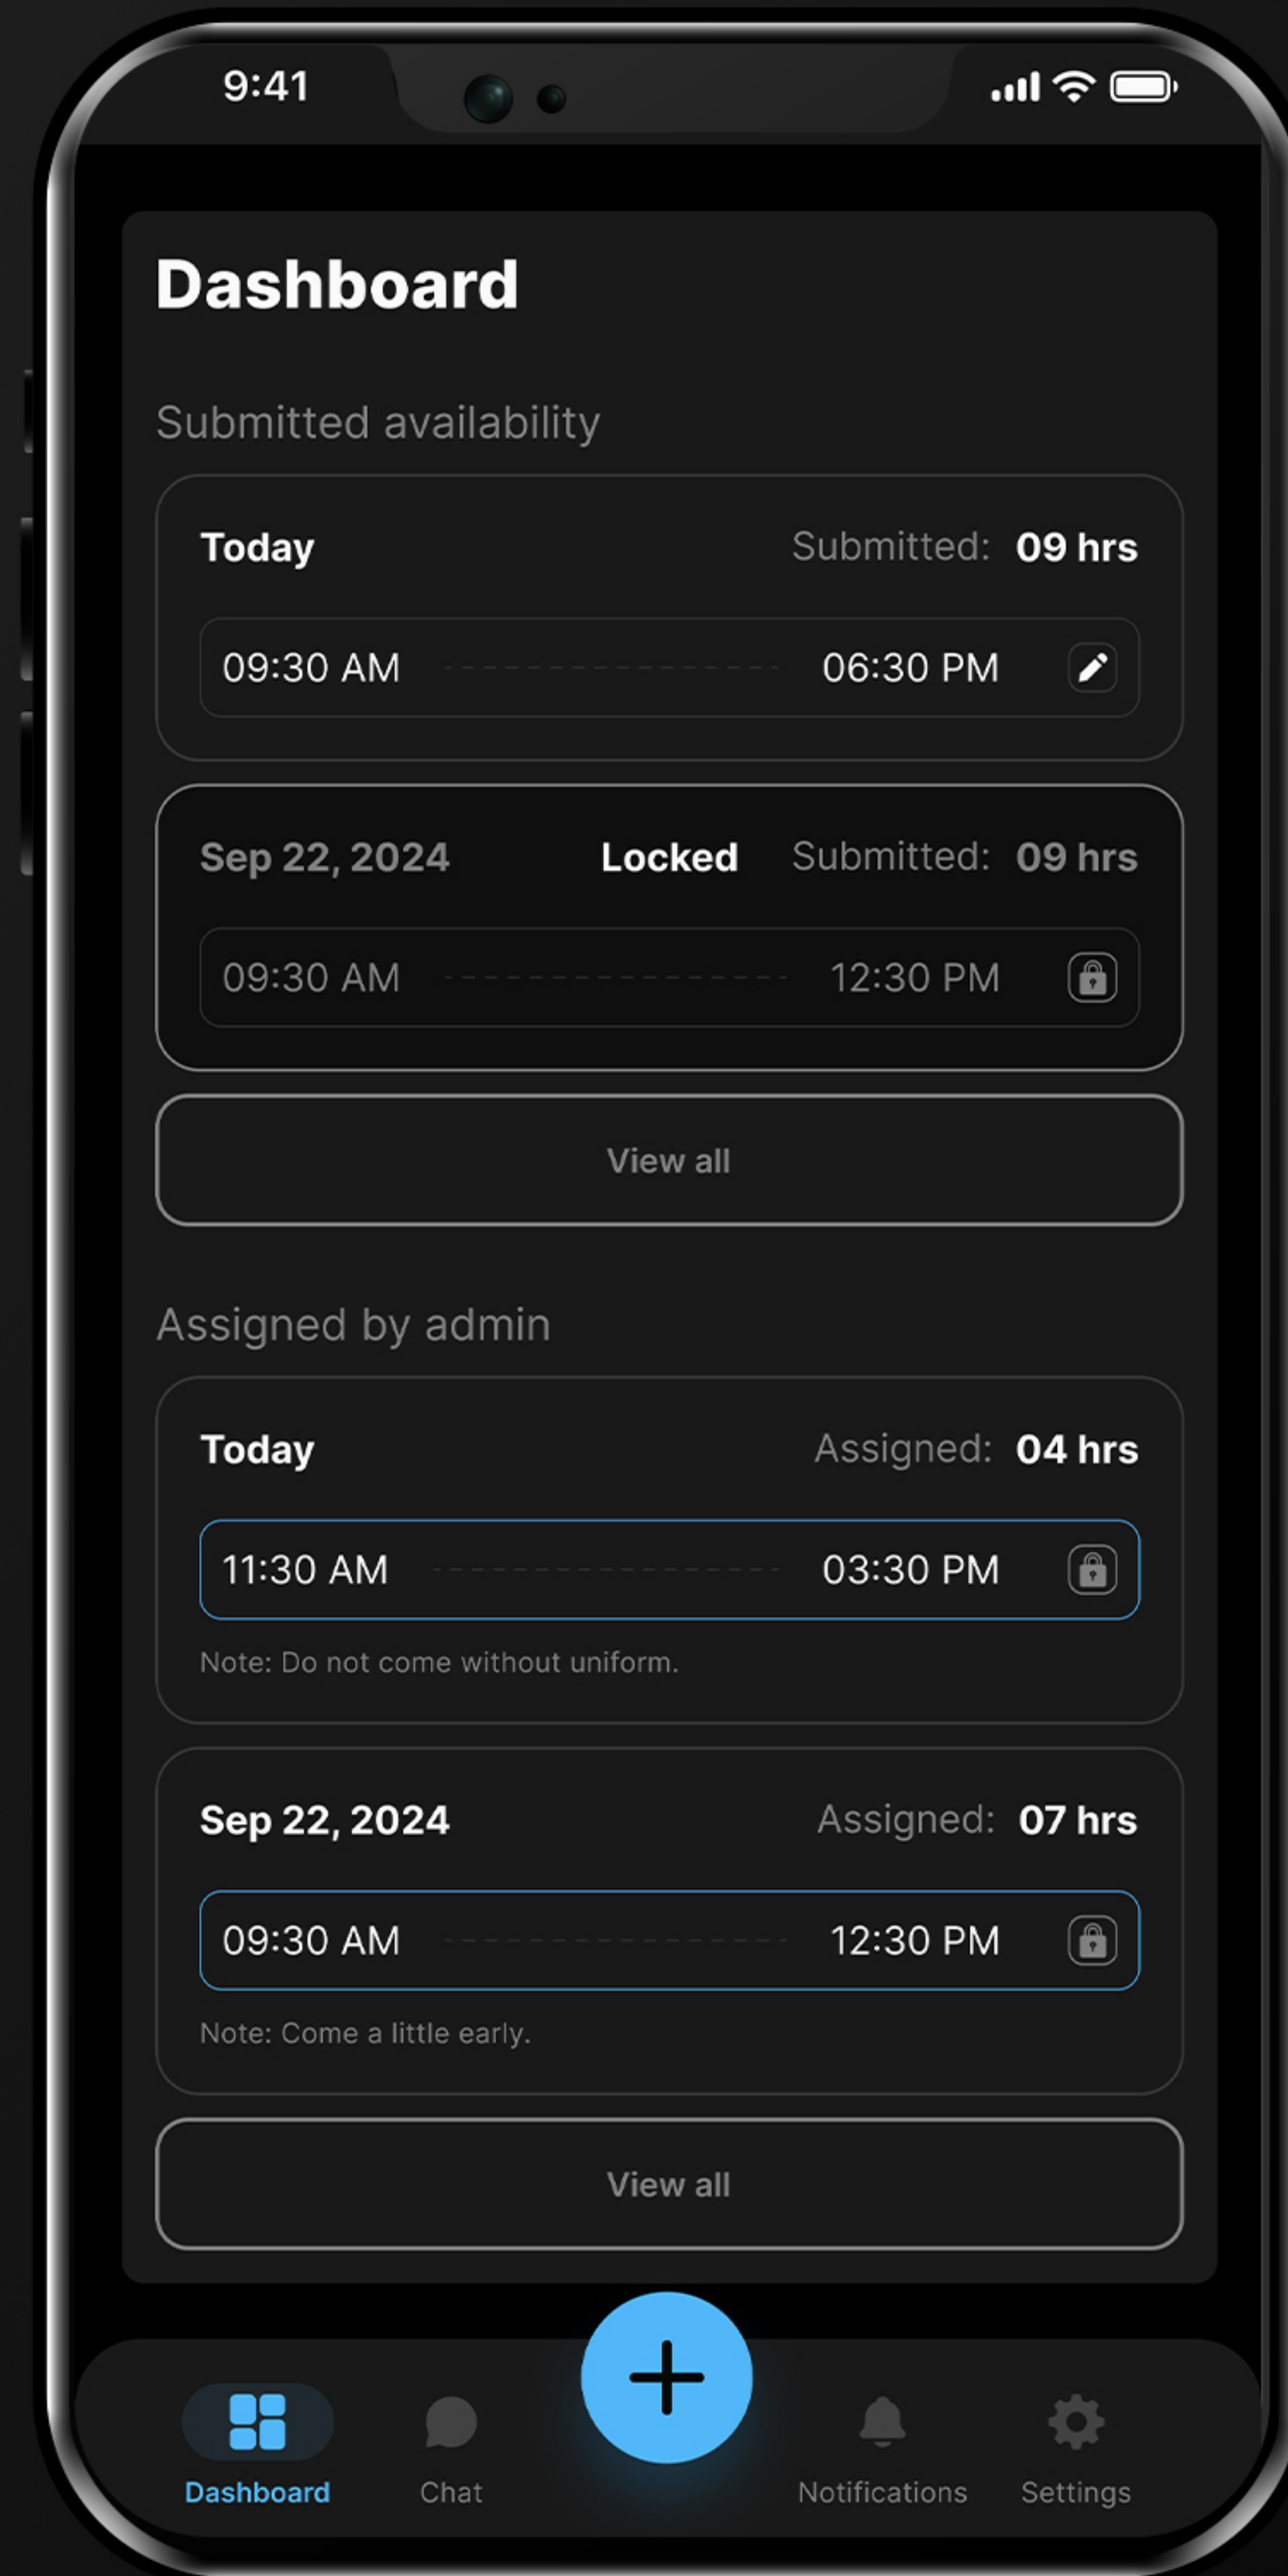 9:41
Dashboard
Submitted availability
Today Submitted: 09 hrs
09:30 AM 06:30 PM
Sep 22, 2024 Locked Submitted: 09 hrs
09:30 AM 12:30 PM
View all
Assigned by admin
Today Assigned: 04 hrs
11:30 AM 03:30 PM
Note: Do not come without uniform.
Sep 22, 2024 Assigned: 07 hrs
09:30 AM 12:30 PM
Note: Come a little early.
View all
Dashboard Chat Notifications Settings